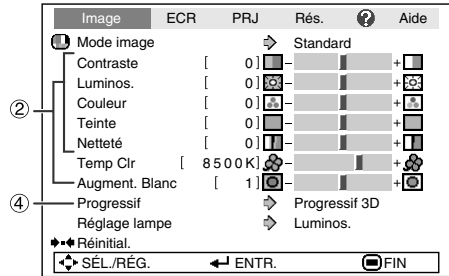 Image ECR PRJ Rés. ? Aide
Mode image Standard
Contraste [ 0] - +
Luminos. [ 0] - +
② Couleur [ 0] - +
Teinte [ 0] - +
Netteté [ 0] - +
Temp Clr [ 8500K] - +
Augment. Blanc [ 1] - +
④ Progressif Progressif 3D
Réglage lampe Luminos.
Réinitial.
SÉL./RÉG. ENTR. FIN